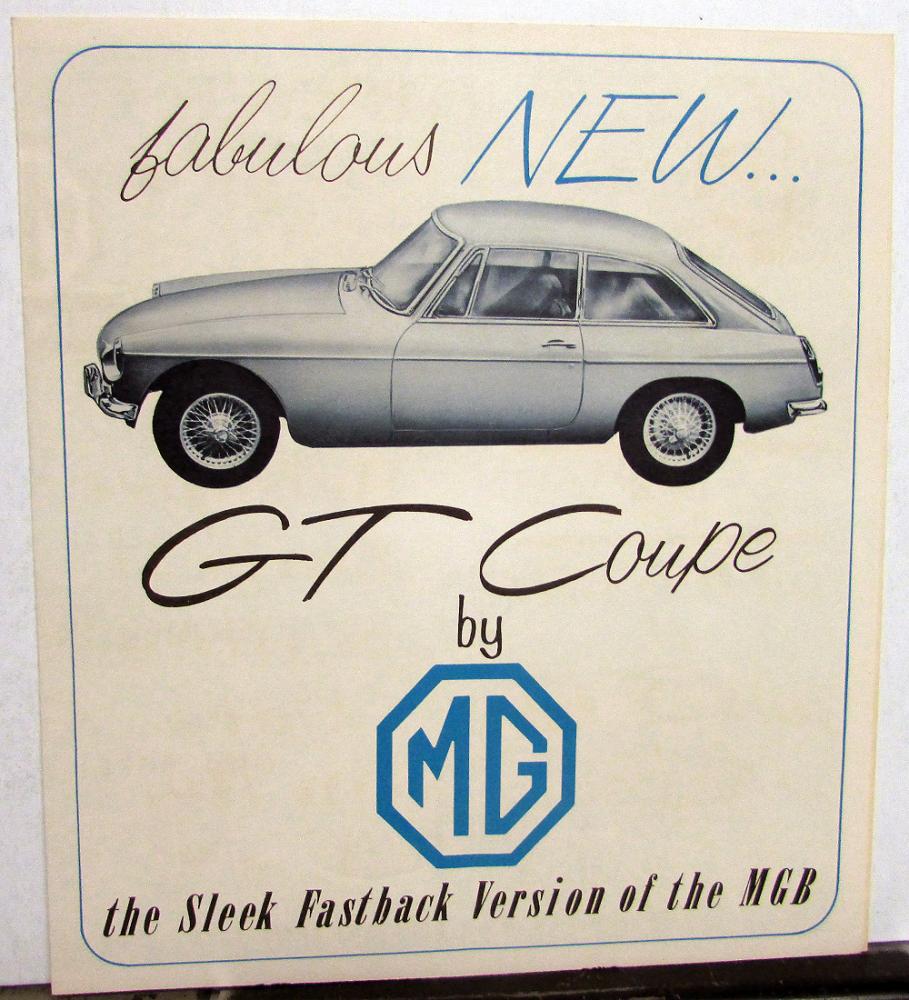 fabulous NEW...
GT Coupe
by
MG
the Sleek Fastback Version of the MGB